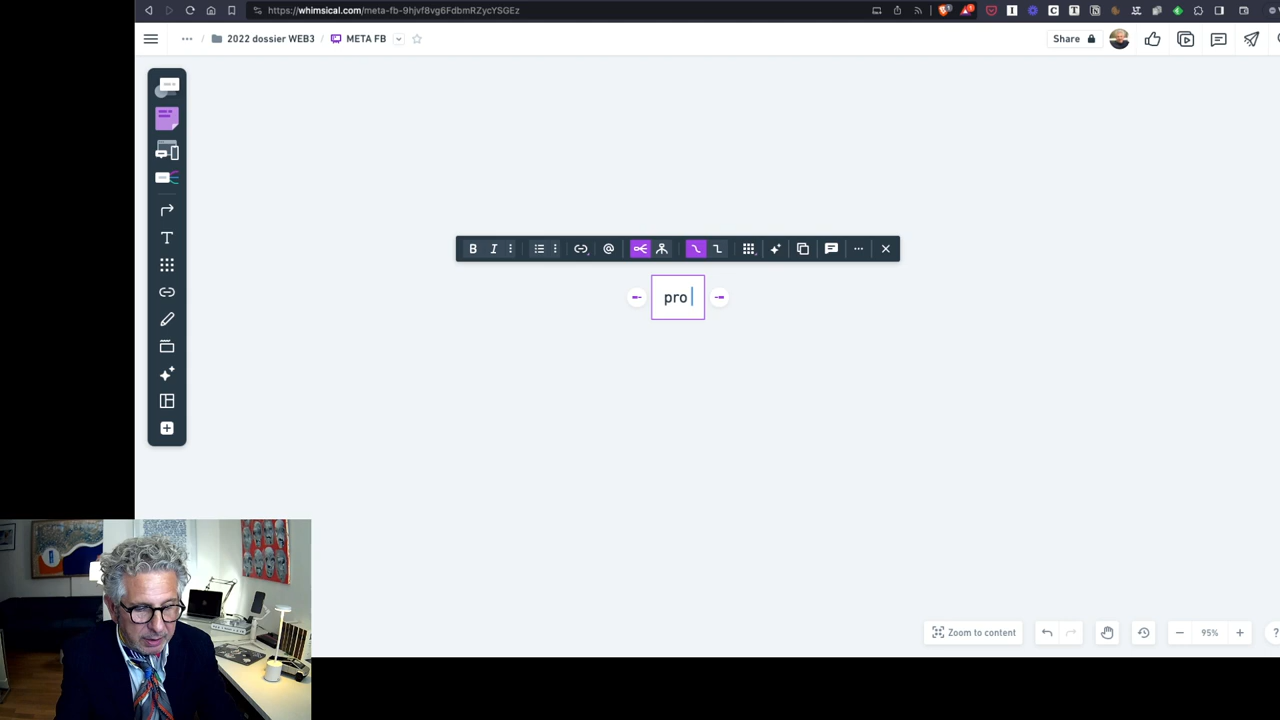 https://whimsical.com/meta-fb-9hjvf8vg6FdbmRZycYSGEz
... / 2022 dossier WEB3 / META FB
Share
B I @
pro
Zoom to content
95%